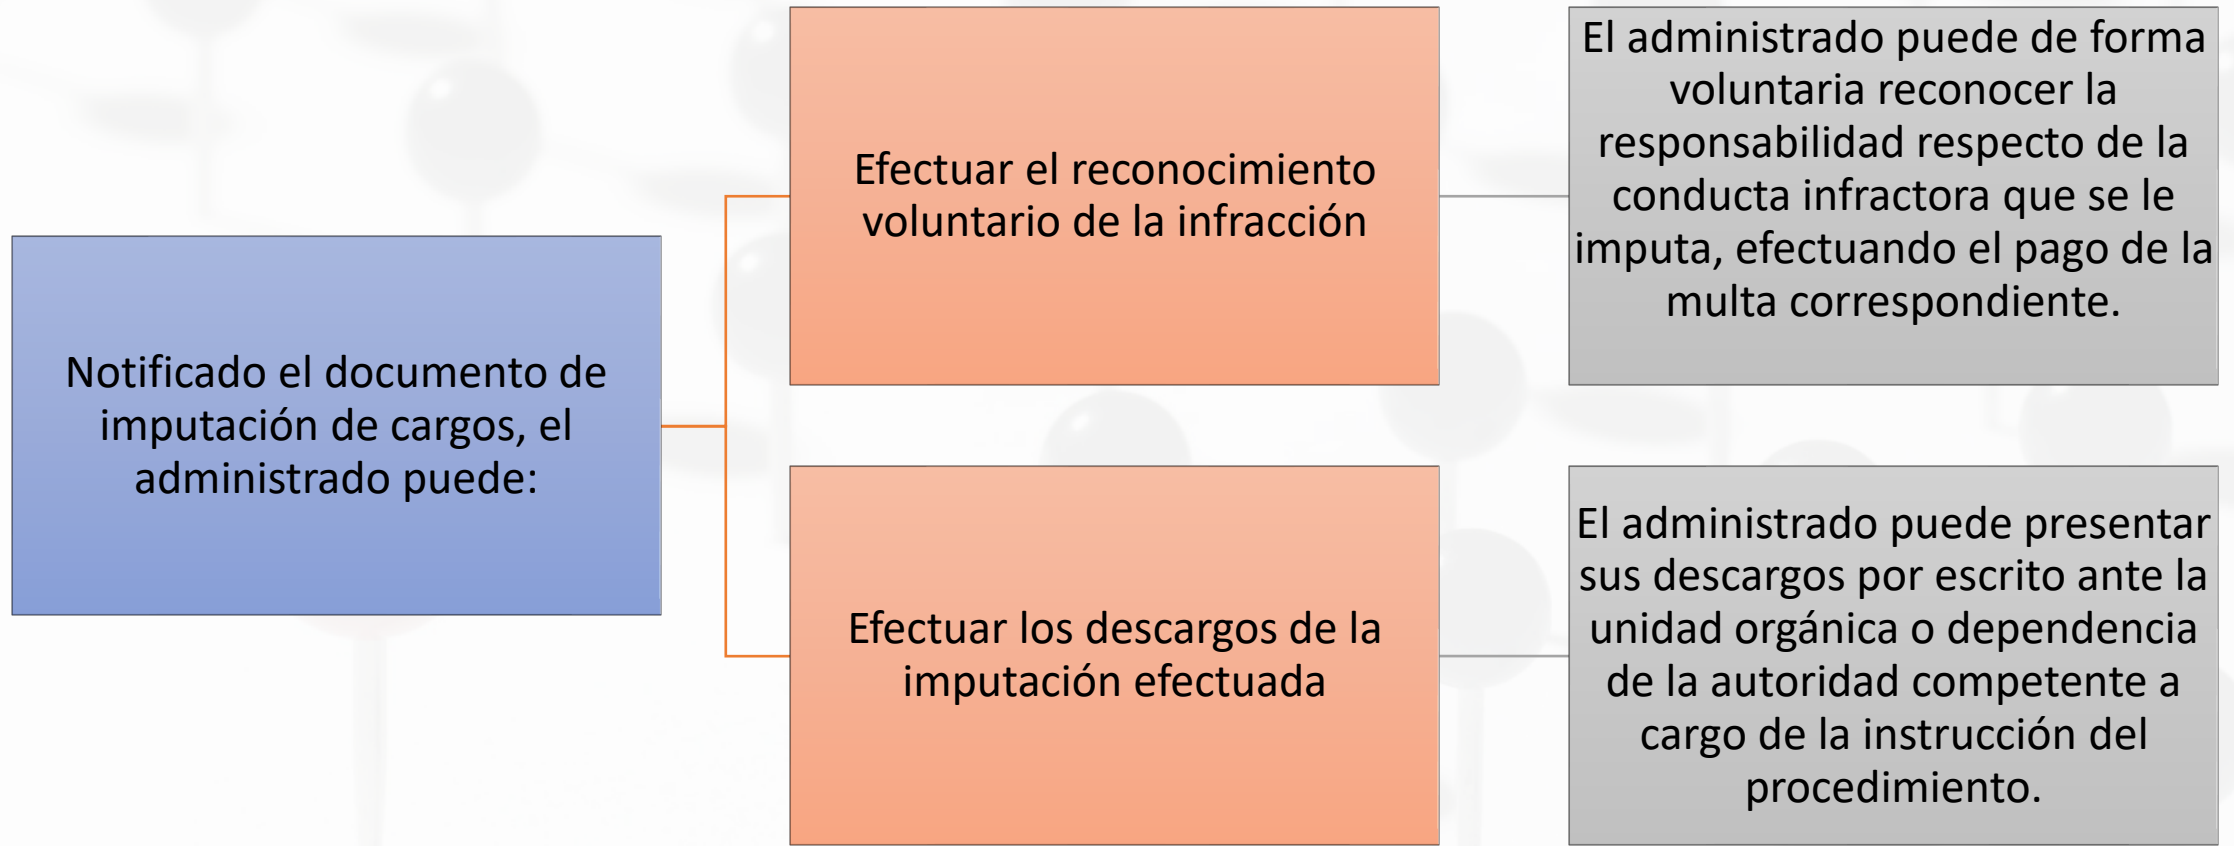 Notificado el documento de
imputación de cargos, el
administrado puede:
Efectuar el reconocimiento
voluntario de la infracción
El administrado puede de forma
voluntaria reconocer la
responsabilidad respecto de la
conducta infractora que se le
imputa, efectuando el pago de la
multa correspondiente.
Efectuar los descargos de la
imputación efectuada
El administrado puede presentar
sus descargos por escrito ante la
unidad orgánica o dependencia
de la autoridad competente a
cargo de la instrucción del
procedimiento.